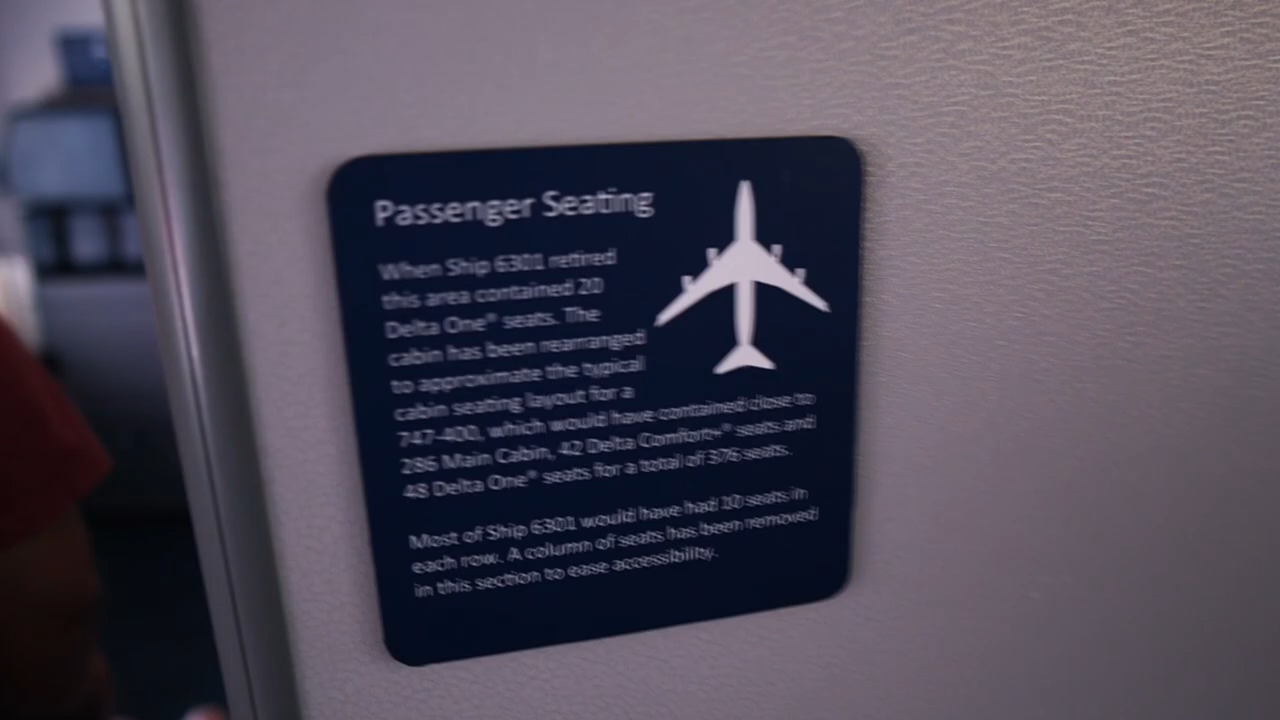 Passenger Seating
When Ship 6301 retired
this area contained 20
Delta One® seats. The
cabin has been rearranged
to approximate the typical
cabin seating layout for a
747-400, which would have contained close to
286 Main Cabin, 42 Delta Comfort+® seats and
48 Delta One® seats for a total of 376 seats.
Most of Ship 6301 would have had 10 seats in
each row. A column of seats has been removed
in this section to ease accessibility.